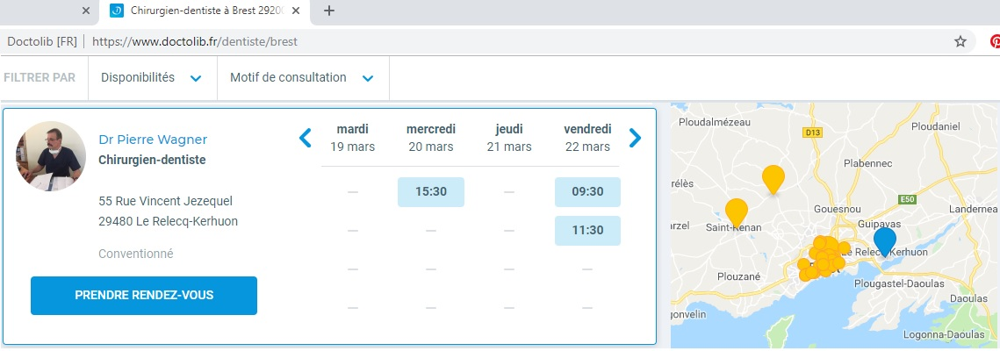 Chirurgien-dentiste à Brest 2920
Doctolib [FR] https://www.doctolib.fr/dentiste/brest
FILTRER PAR Disponibilités Motif de consultation
Dr Pierre Wagner
Chirurgien-dentiste
55 Rue Vincent Jezequel
29480 Le Relecq-Kerhuon
Conventionné
PRENDRE RENDEZ-VOUS
mardi mercredi jeudi vendredi
19 mars 20 mars 21 mars 22 mars
— 15:30 — 09:30
— — — 11:30
— — — —
— — — —
Ploudalmézeau
D13
Ploudaniel
Plabennec
rélès
E50
Gouesnou
Landernea
arzel
Saint-Renan
Guipavas
Le Relecq-Kerhuon
Plouzané
Plougastel-Daoulas
Daoulas
gonvelin
Logonna-Daoulas